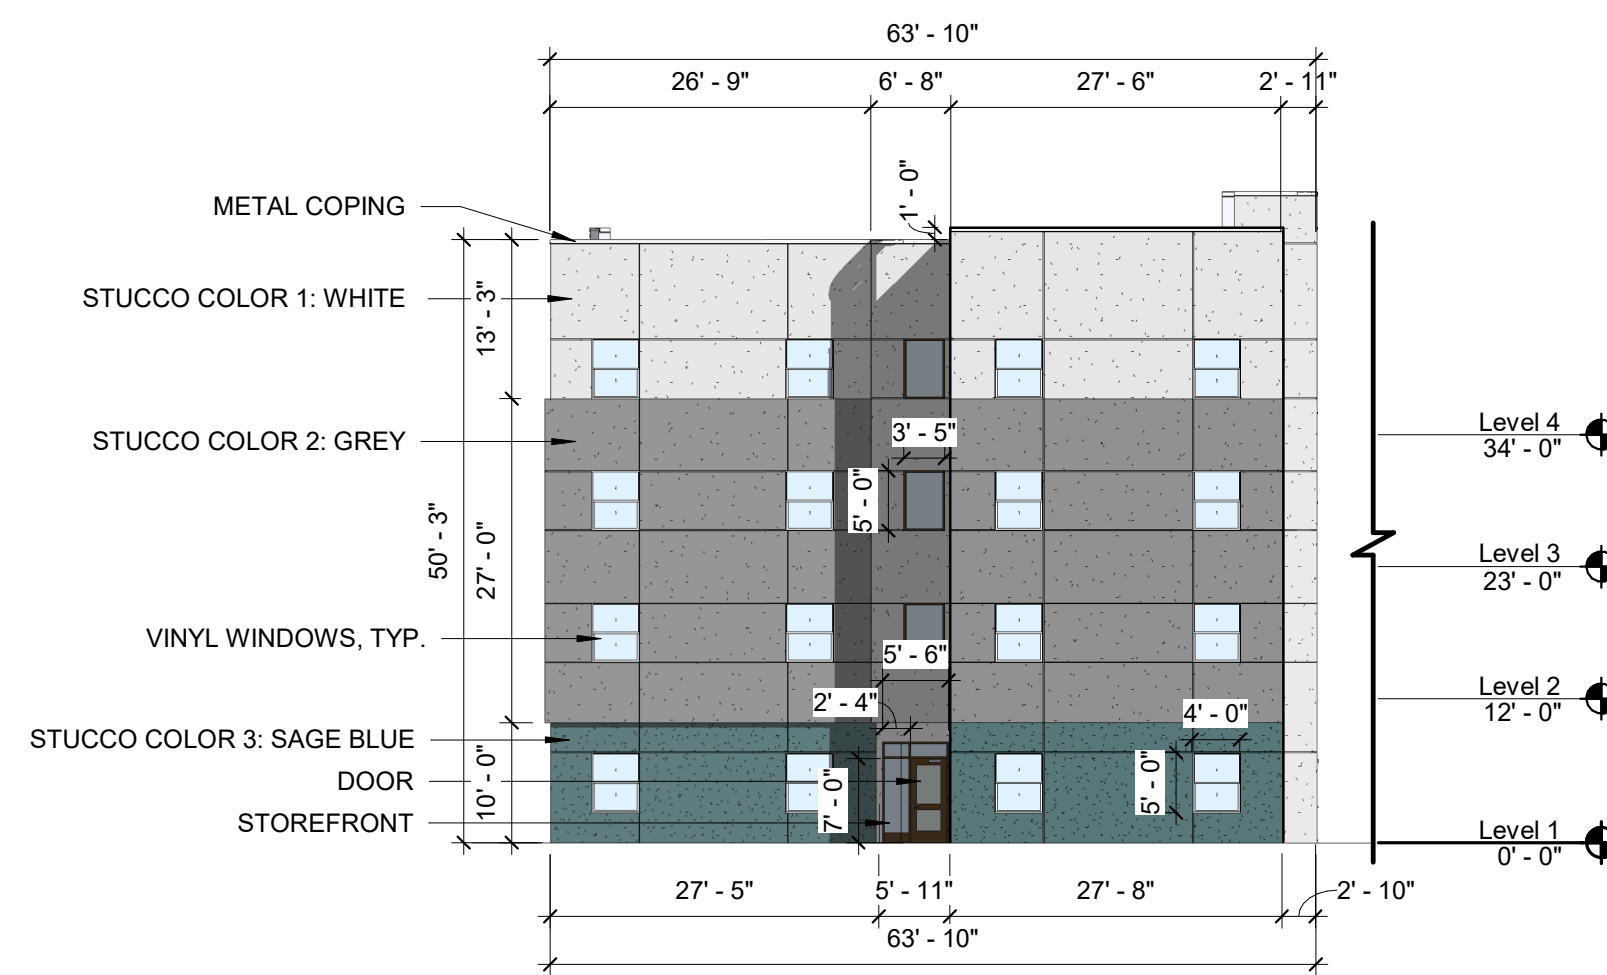 63' - 10"
26' - 9"
6' - 8"
27' - 6"
2' - 11"
1' - 0"
METAL COPING
STUCCO COLOR 1: WHITE
13' - 3"
STUCCO COLOR 2: GREY
3' - 5"
Level 4
34' - 0"
5' - 0"
50' - 3"
27' - 0"
Level 3
23' - 0"
VINYL WINDOWS, TYP.
5' - 6"
2' - 4"
4' - 0"
Level 2
12' - 0"
STUCCO COLOR 3: SAGE BLUE
10' - 0"
DOOR
7' - 0"
5' - 0"
STOREFRONT
Level 1
0' - 0"
27' - 5"
5' - 11"
27' - 8"
2' - 10"
63' - 10"